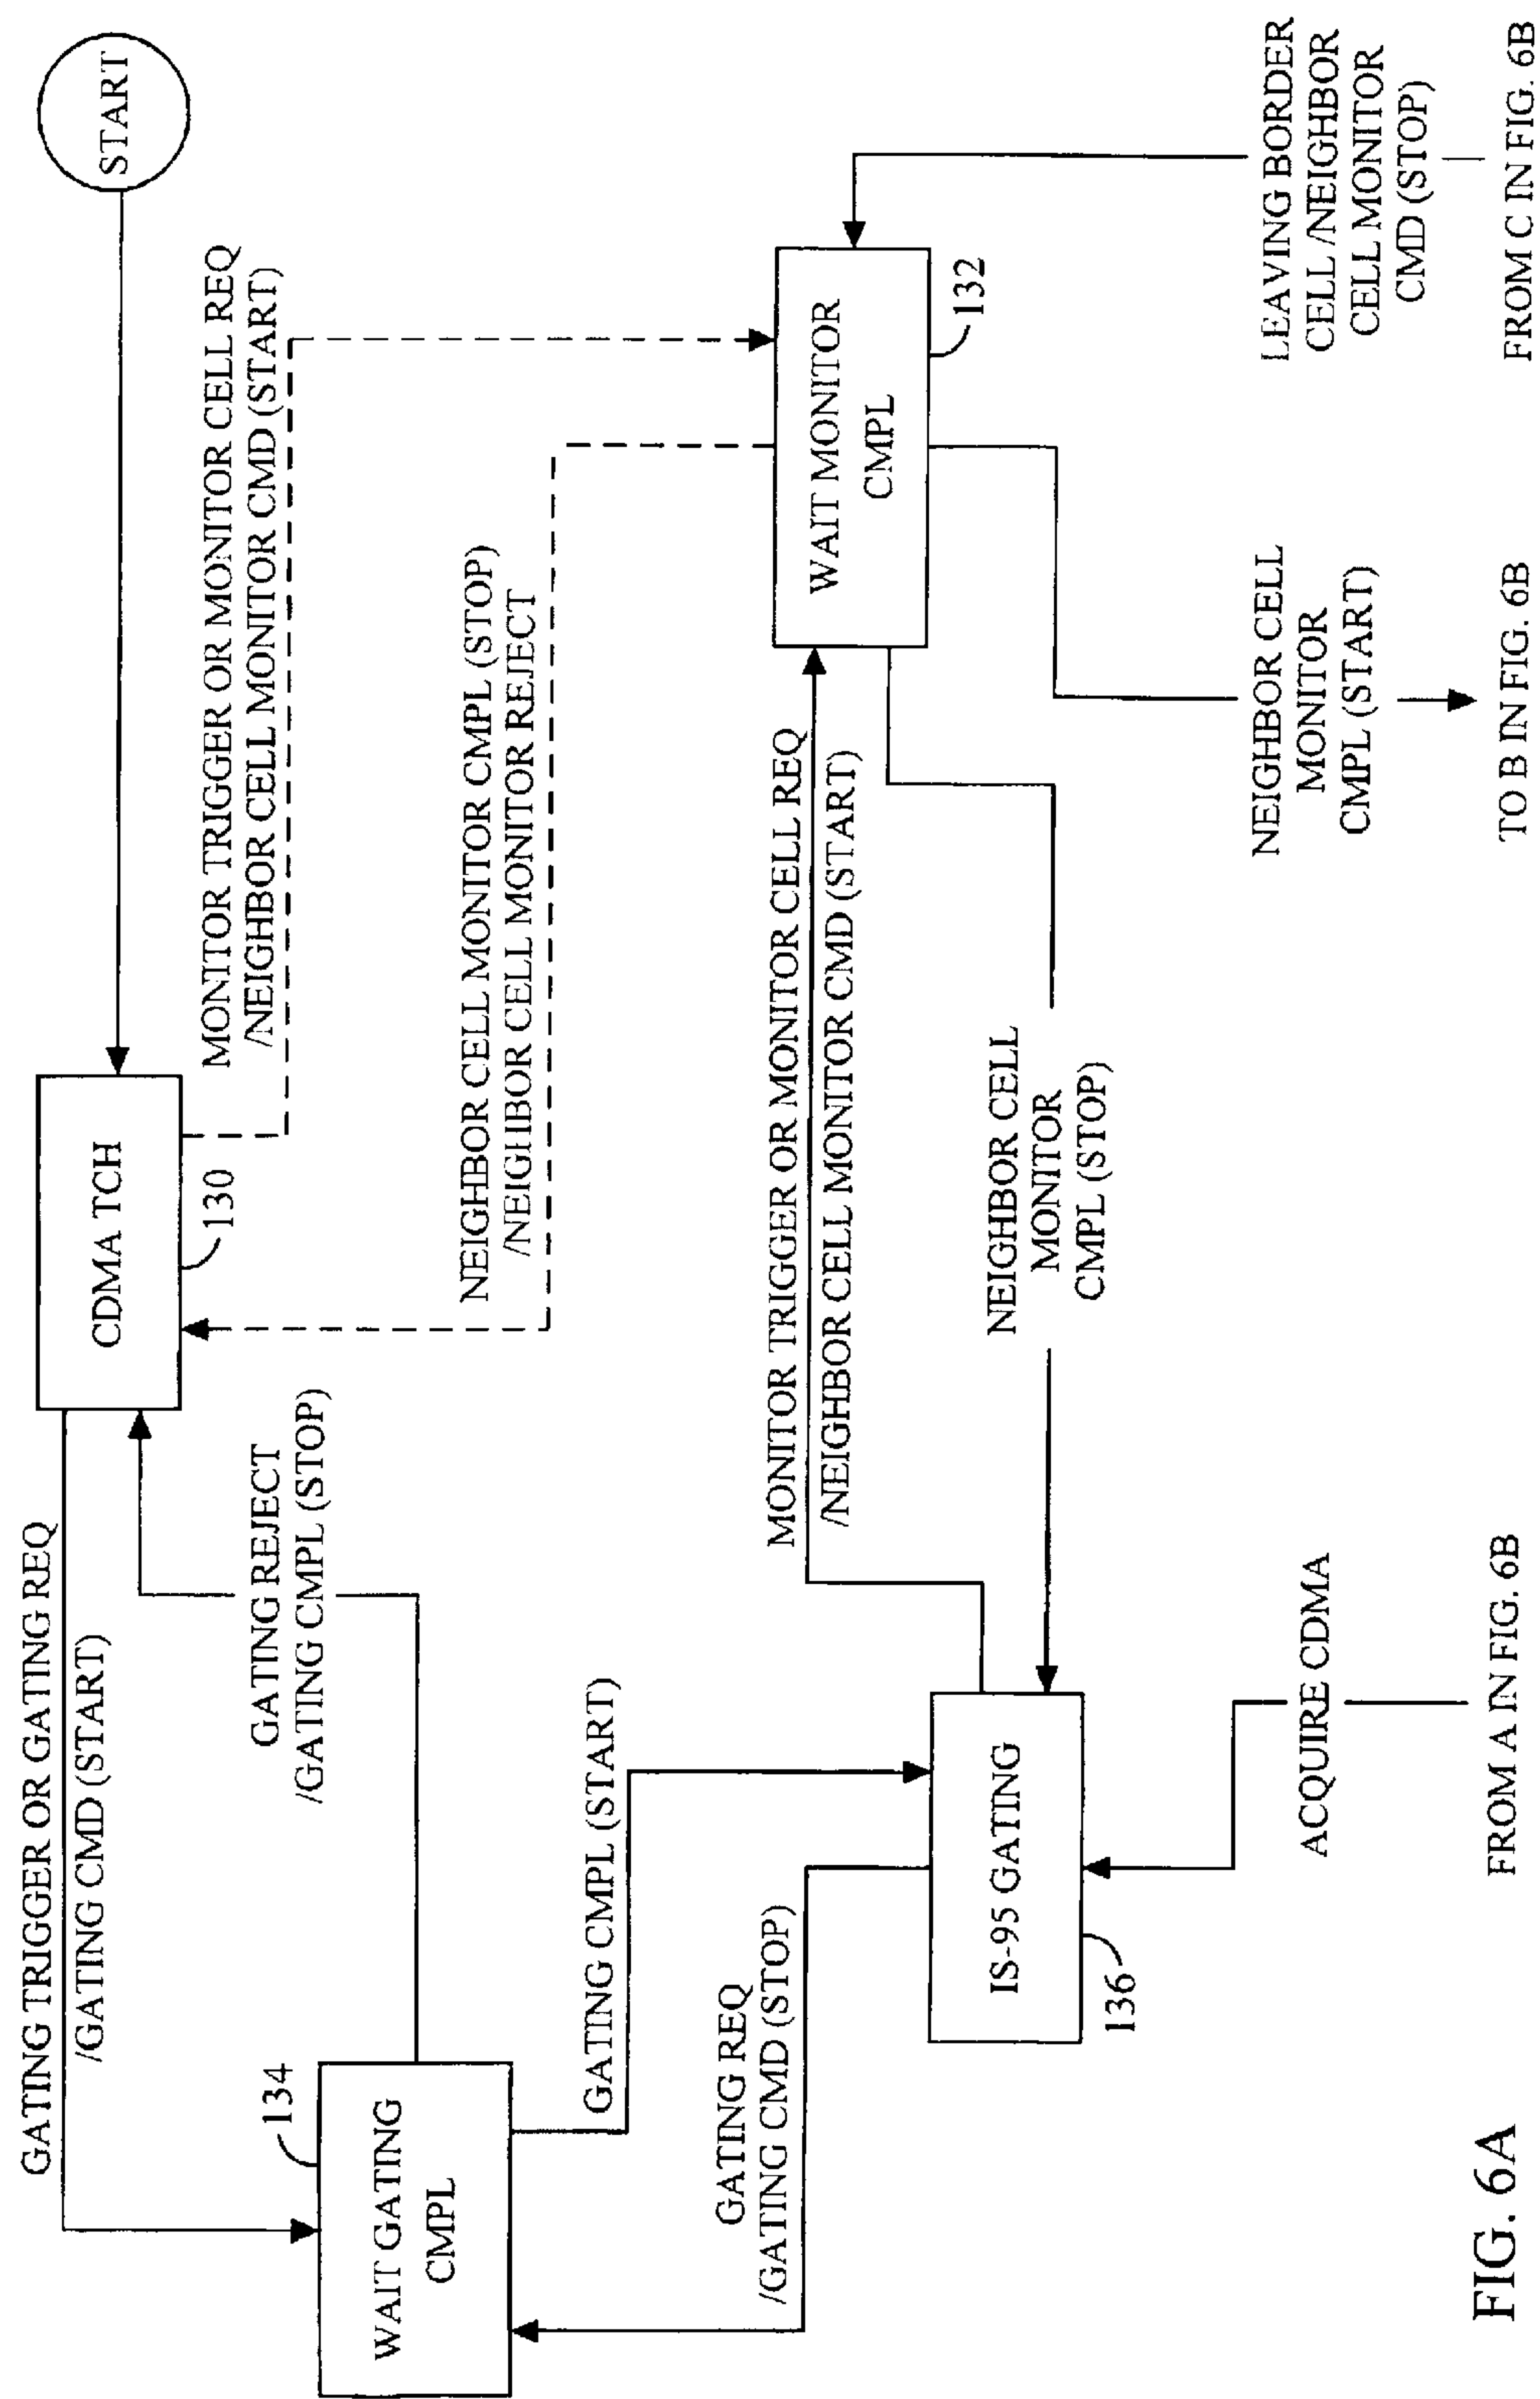 START
CDMA TCH
130
GATING TRIGGER OR GATING REQ
/GATING CMD (START)
MONITOR TRIGGER OR MONITOR CELL REQ
/NEIGHBOR CELL MONITOR CMD (START)
GATING REJECT
/GATING CMPL (STOP)
NEIGHBOR CELL MONITOR CMPL (STOP)
/NEIGHBOR CELL MONITOR REJECT
134
WAIT GATING
CMPL
GATING CMPL (START)
GATING REQ
/GATING CMD (STOP)
MONITOR TRIGGER OR MONITOR CELL REQ
/NEIGHBOR CELL MONITOR CMD (START)
WAIT MONITOR
CMPL
132
IS-95 GATING
136
NEIGHBOR CELL
MONITOR
CMPL (STOP)
ACQUIRE CDMA
NEIGHBOR CELL
MONITOR
CMPL (START)
LEAVING BORDER
CELL /NEIGHBOR
CELL MONITOR
CMD (STOP)
FROM A IN FIG. 6B
TO B IN FIG. 6B
FROM C IN FIG. 6B
FIG. 6A